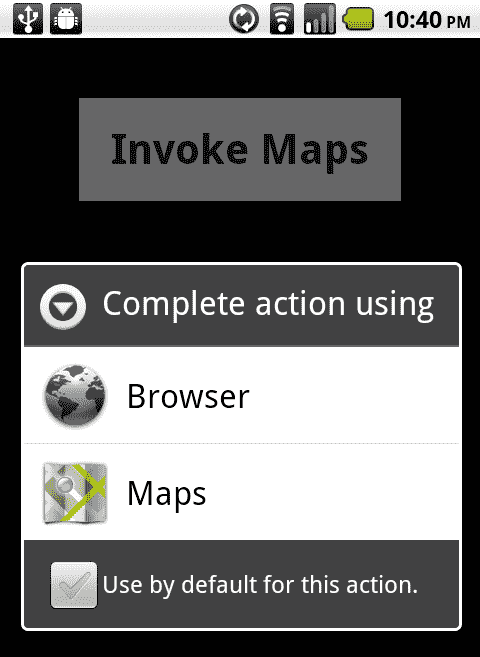 10:40 PM
Invoke Maps
Complete action using
Browser
Maps
Use by default for this action.